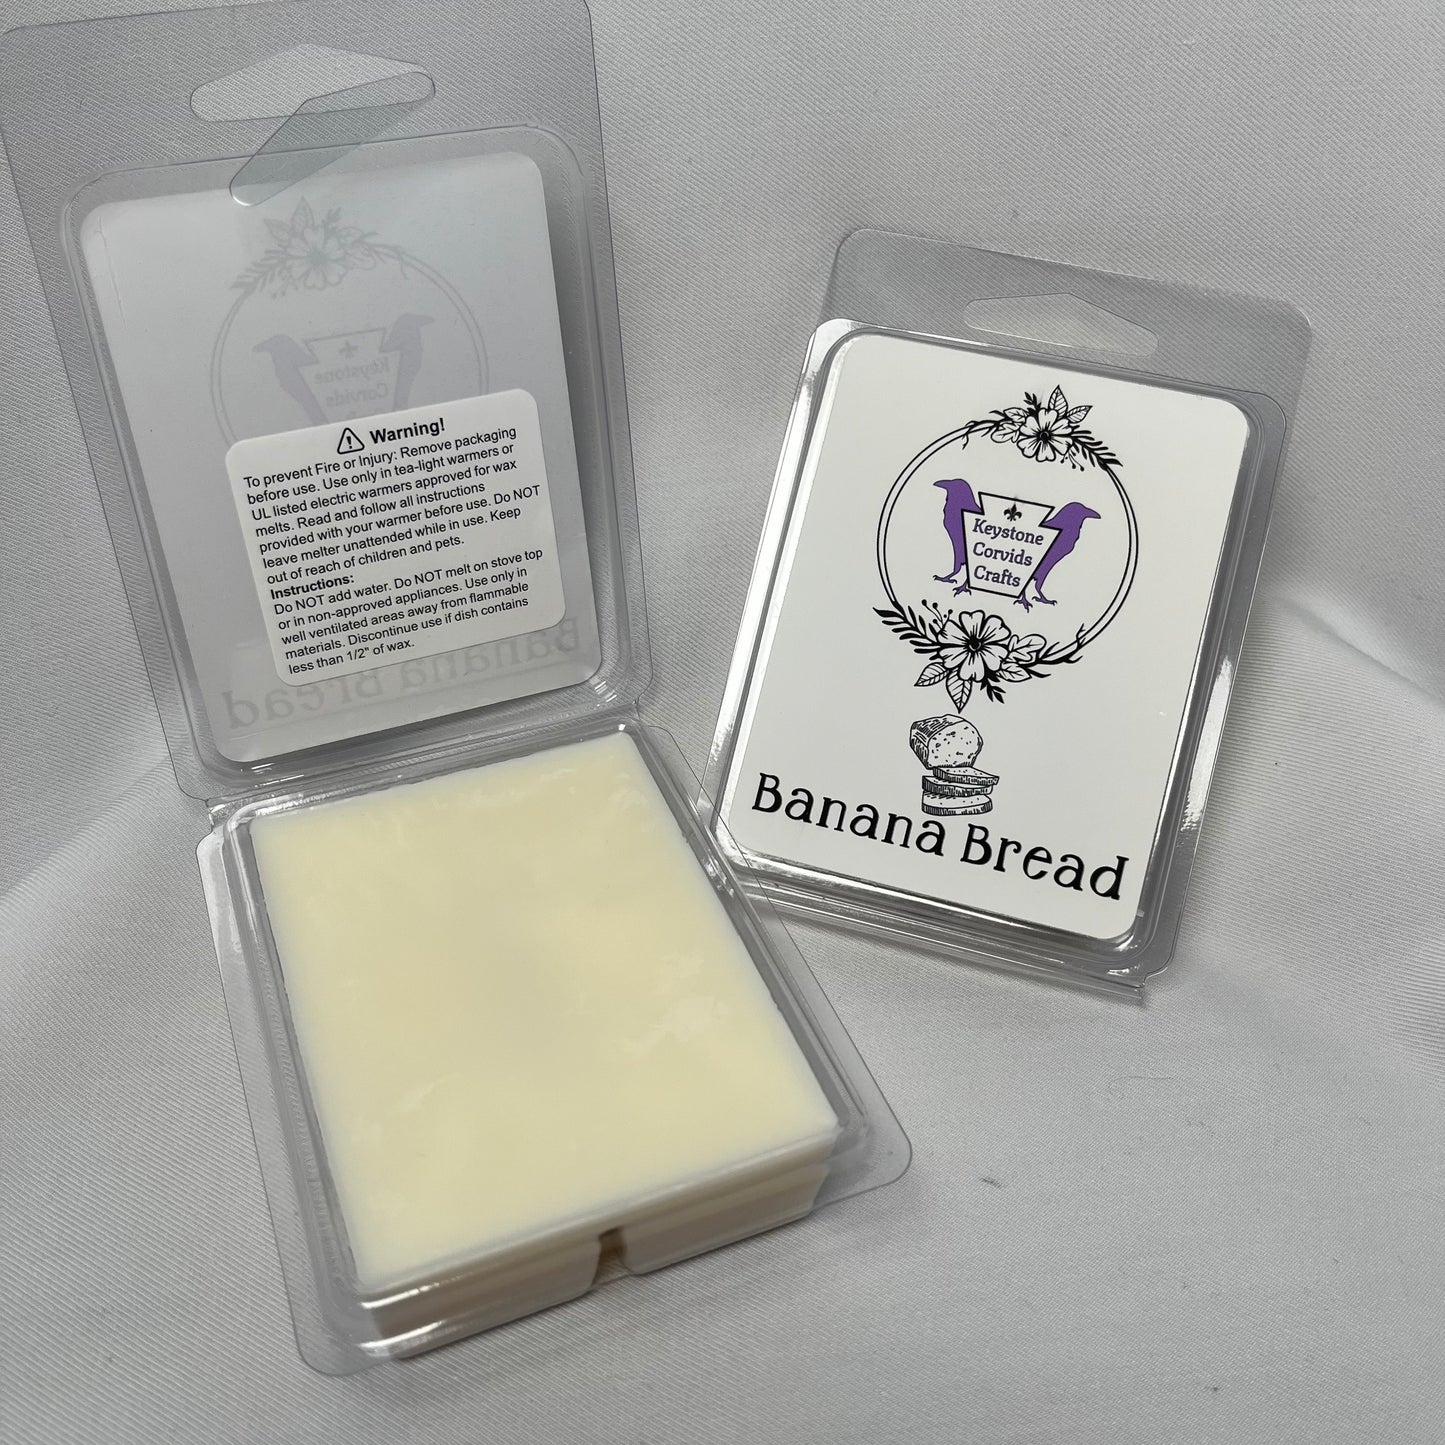 Keystone
Corvids
Warning!
To prevent Fire or Injury: Remove packaging
before use. Use only in tea-light warmers or
UL listed electric warmers approved for wax
melts. Read and follow all instructions
provided with your warmer before use. Do NOT
leave melter unattended while in use. Keep
out of reach of children and pets.
Instructions:
Do NOT add water. Do NOT melt on stove top
or in non-approved appliances. Use only in
well ventilated areas away from flammable
materials. Discontinue use if dish contains
less than 1/2" of wax.
Banana Bread
Keystone
Corvids
Crafts
Banana Bread